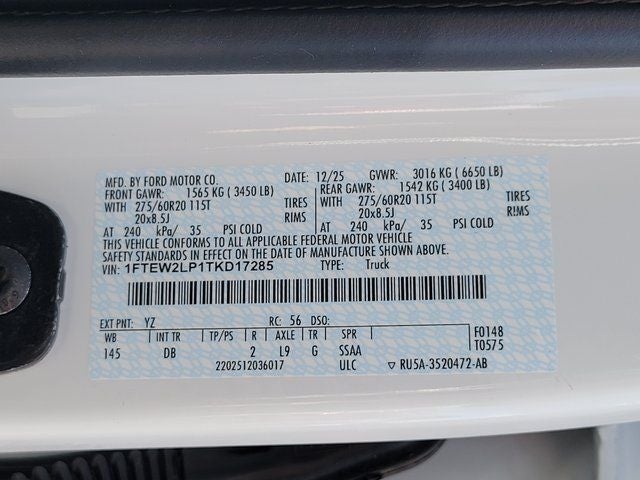 MFD. BY FORD MOTOR CO. DATE: 12/25 GVWR: 3016 KG ( 6650 LB)
FRONT GAWR: 1565 KG ( 3450 LB) REAR GAWR: 1542 KG ( 3400 LB)
WITH 275/60R20 115T TIRES WITH 275/60R20 115T TIRES
20x8.5J RIMS 20x8.5J RIMS
AT 240 kPa/ 35 PSI COLD AT 240 kPa/ 35 PSI COLD
THIS VEHICLE CONFORMS TO ALL APPLICABLE FEDERAL MOTOR VEHICLE
SAFETY STANDARDS IN EFFECT ON THE DATE OF MANUFACTURE SHOWN ABOVE.
VIN: 1FTEW2LP1TKD17285 TYPE: Truck
EXT PNT: YZ RC: 56 DSO: F0148
WB INT TR TP/PS R AXLE TR SPR T0575
145 DB 2 L9 G SSAA
2202512036017 ULC RU5A-3520472-AB